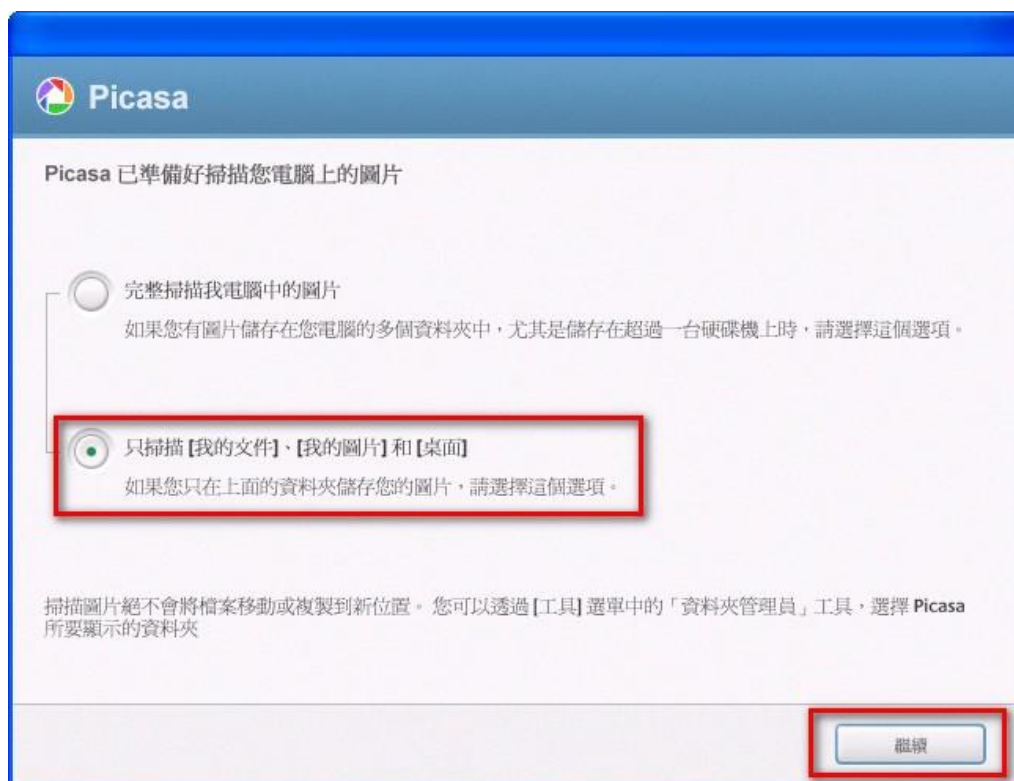 Picasa
Picasa 已準備好掃描您電腦上的圖片
完整掃描我電腦中的圖片
如果您有圖片儲存在您電腦的多個資料夾中，尤其是儲存在超過一台硬碟機上時，請選擇這個選項。
只掃描 [我的文件]、[我的圖片] 和 [桌面]
如果您只在上面的資料夾儲存您的圖片，請選擇這個選項。
掃描圖片絕不會將檔案移動或複製到新位置。 您可以透過 [工具] 選單中的「資料夾管理員」工具，選擇 Picasa
所要顯示的資料夾
繼續